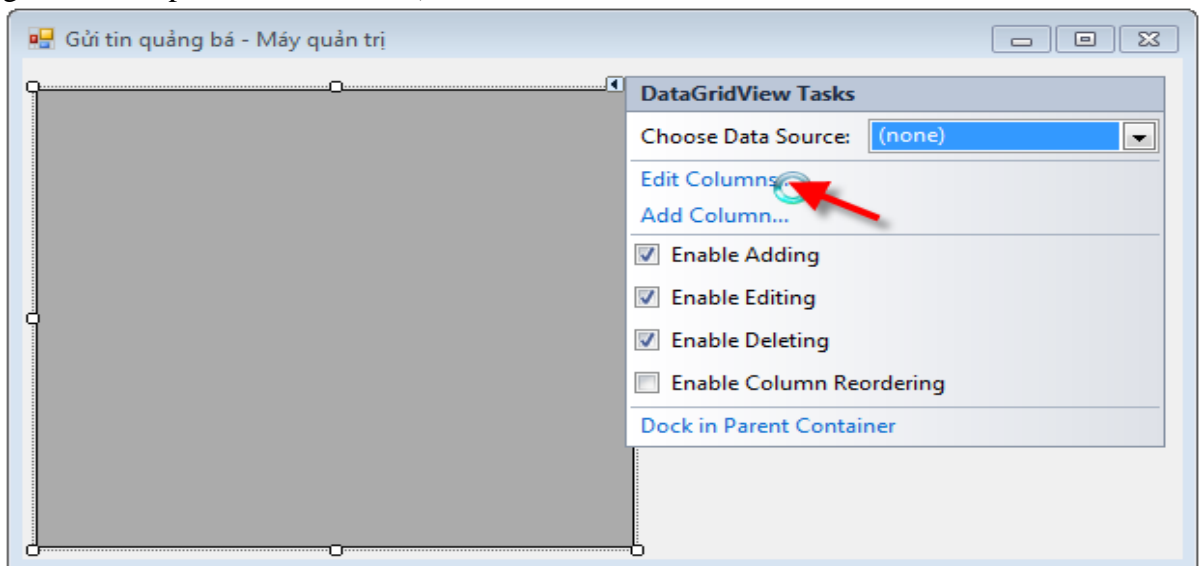 Gửi tin quảng bá - Máy quản trị
DataGridView Tasks
Choose Data Source: (none)
Edit Columns...
Add Column...
Enable Adding
Enable Editing
Enable Deleting
Enable Column Reordering
Dock in Parent Container